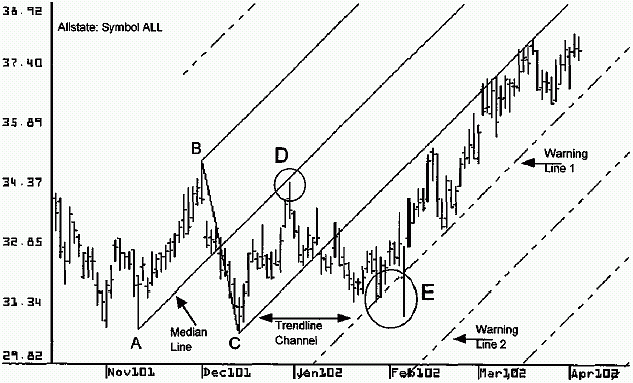 38.92
Allstate: Symbol ALL
37.40
35.89
B
D
Warning
Line 1
34.37
32.85
E
31.34
A
Median
Line
C
Trendline
Channel
Warning
Line 2
29.82
Nov101
Dec101
Jan102
Feb102
Mar102
Apr102